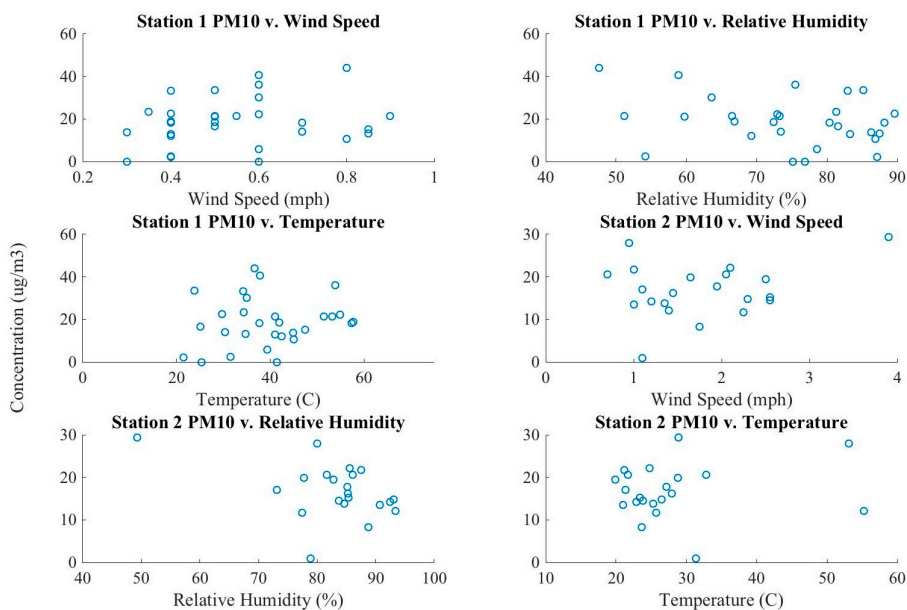 Station 1 PM10 v. Wind Speed
60
40
20
0
0.2 0.4 0.6 0.8 1
Wind Speed (mph)
Station 1 PM10 v. Relative Humidity
60
40
20
0
40 50 60 70 80 90
Relative Humidity (%)
Station 1 PM10 v. Temperature
60
40
20
0
0 20 40 60
Temperature (C)
Station 2 PM10 v. Wind Speed
30
20
10
0
0 1 2 3 4
Wind Speed (mph)
Concentration (ug/m3)
Station 2 PM10 v. Relative Humidity
30
20
10
0
40 50 60 70 80 90 100
Relative Humidity (%)
Station 2 PM10 v. Temperature
30
20
10
0
10 20 30 40 50 60
Temperature (C)